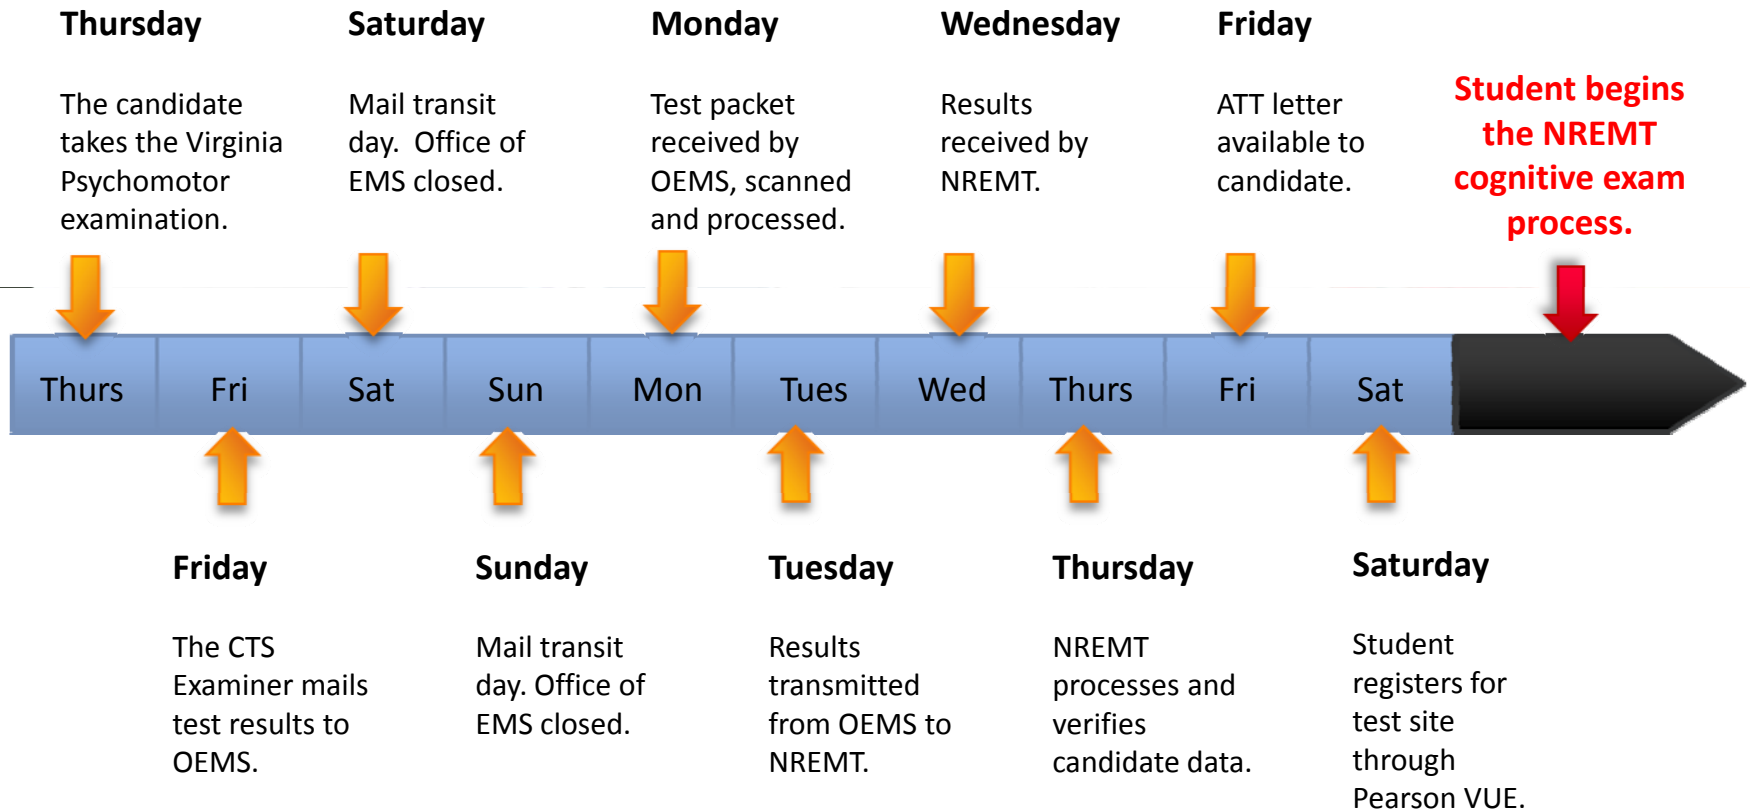 Thursday
The candidate
takes the Virginia
Psychomotor
examination.
Saturday
Mail transit
day.  Office of
EMS closed.
Monday
Test packet
received by
OEMS, scanned
and processed.
Wednesday
Results
received by
NREMT.
Friday
ATT letter
available to
candidate.
Student begins
the NREMT
cognitive exam
process.
Thurs
Fri
Sat
Sun
Mon
Tues
Wed
Thurs
Fri
Sat
Friday
The CTS
Examiner mails
test results to
OEMS.
Sunday
Mail transit
day. Office of
EMS closed.
Tuesday
Results
transmitted
from OEMS to
NREMT.
Thursday
NREMT
processes and
verifies
candidate data.
Saturday
Student
registers for
test site
through
Pearson VUE.